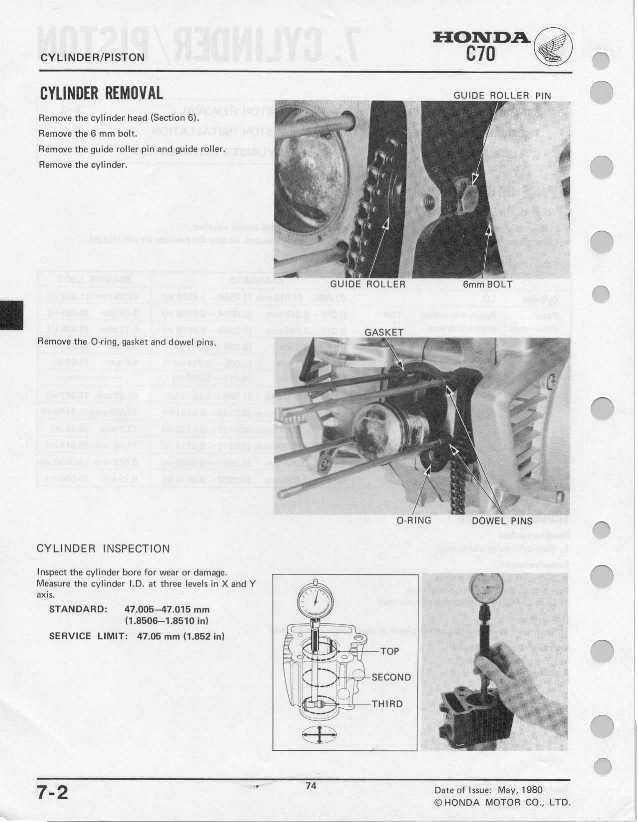 CYLINDER/PISTON
HONDA
C70
CYLINDER REMOVAL
Remove the cylinder head (Section 6).
Remove the 6 mm bolt.
Remove the guide roller pin and guide roller.
Remove the cylinder.
GUIDE ROLLER PIN
GUIDE ROLLER
6mm BOLT
Remove the O-ring, gasket and dowel pins.
GASKET
O-RING
DOWEL PINS
CYLINDER INSPECTION
Inspect the cylinder bore for wear or damage.
Measure the cylinder I.D. at three levels in X and Y
axis.
STANDARD: 47.005–47.015 mm
(1.8506–1.8510 in)
SERVICE LIMIT: 47.05 mm (1.852 in)
TOP
SECOND
THIRD
7-2
74
Date of Issue: May, 1980
© HONDA MOTOR CO., LTD.